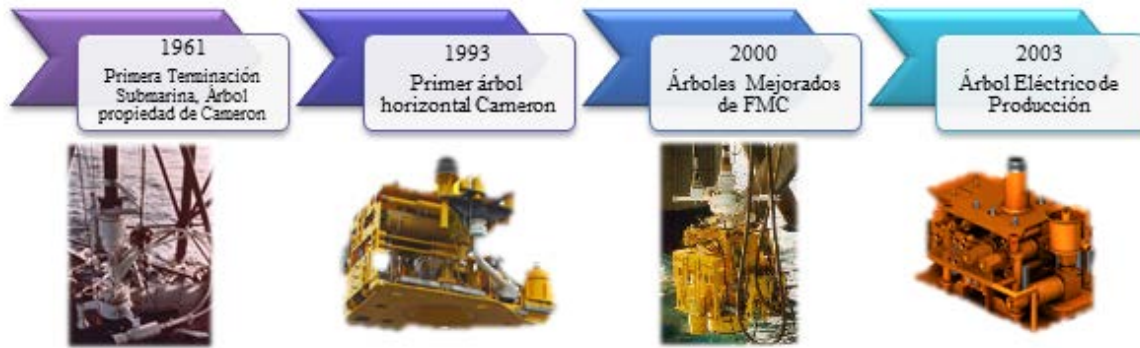 1961
Primera Terminación
Submarina, Árbol
propiedad de Cameron
1993
Primer árbol
horizontal Cameron
2000
Árboles Mejorados
de FMC
2003
Árbol Eléctrico de
Producción